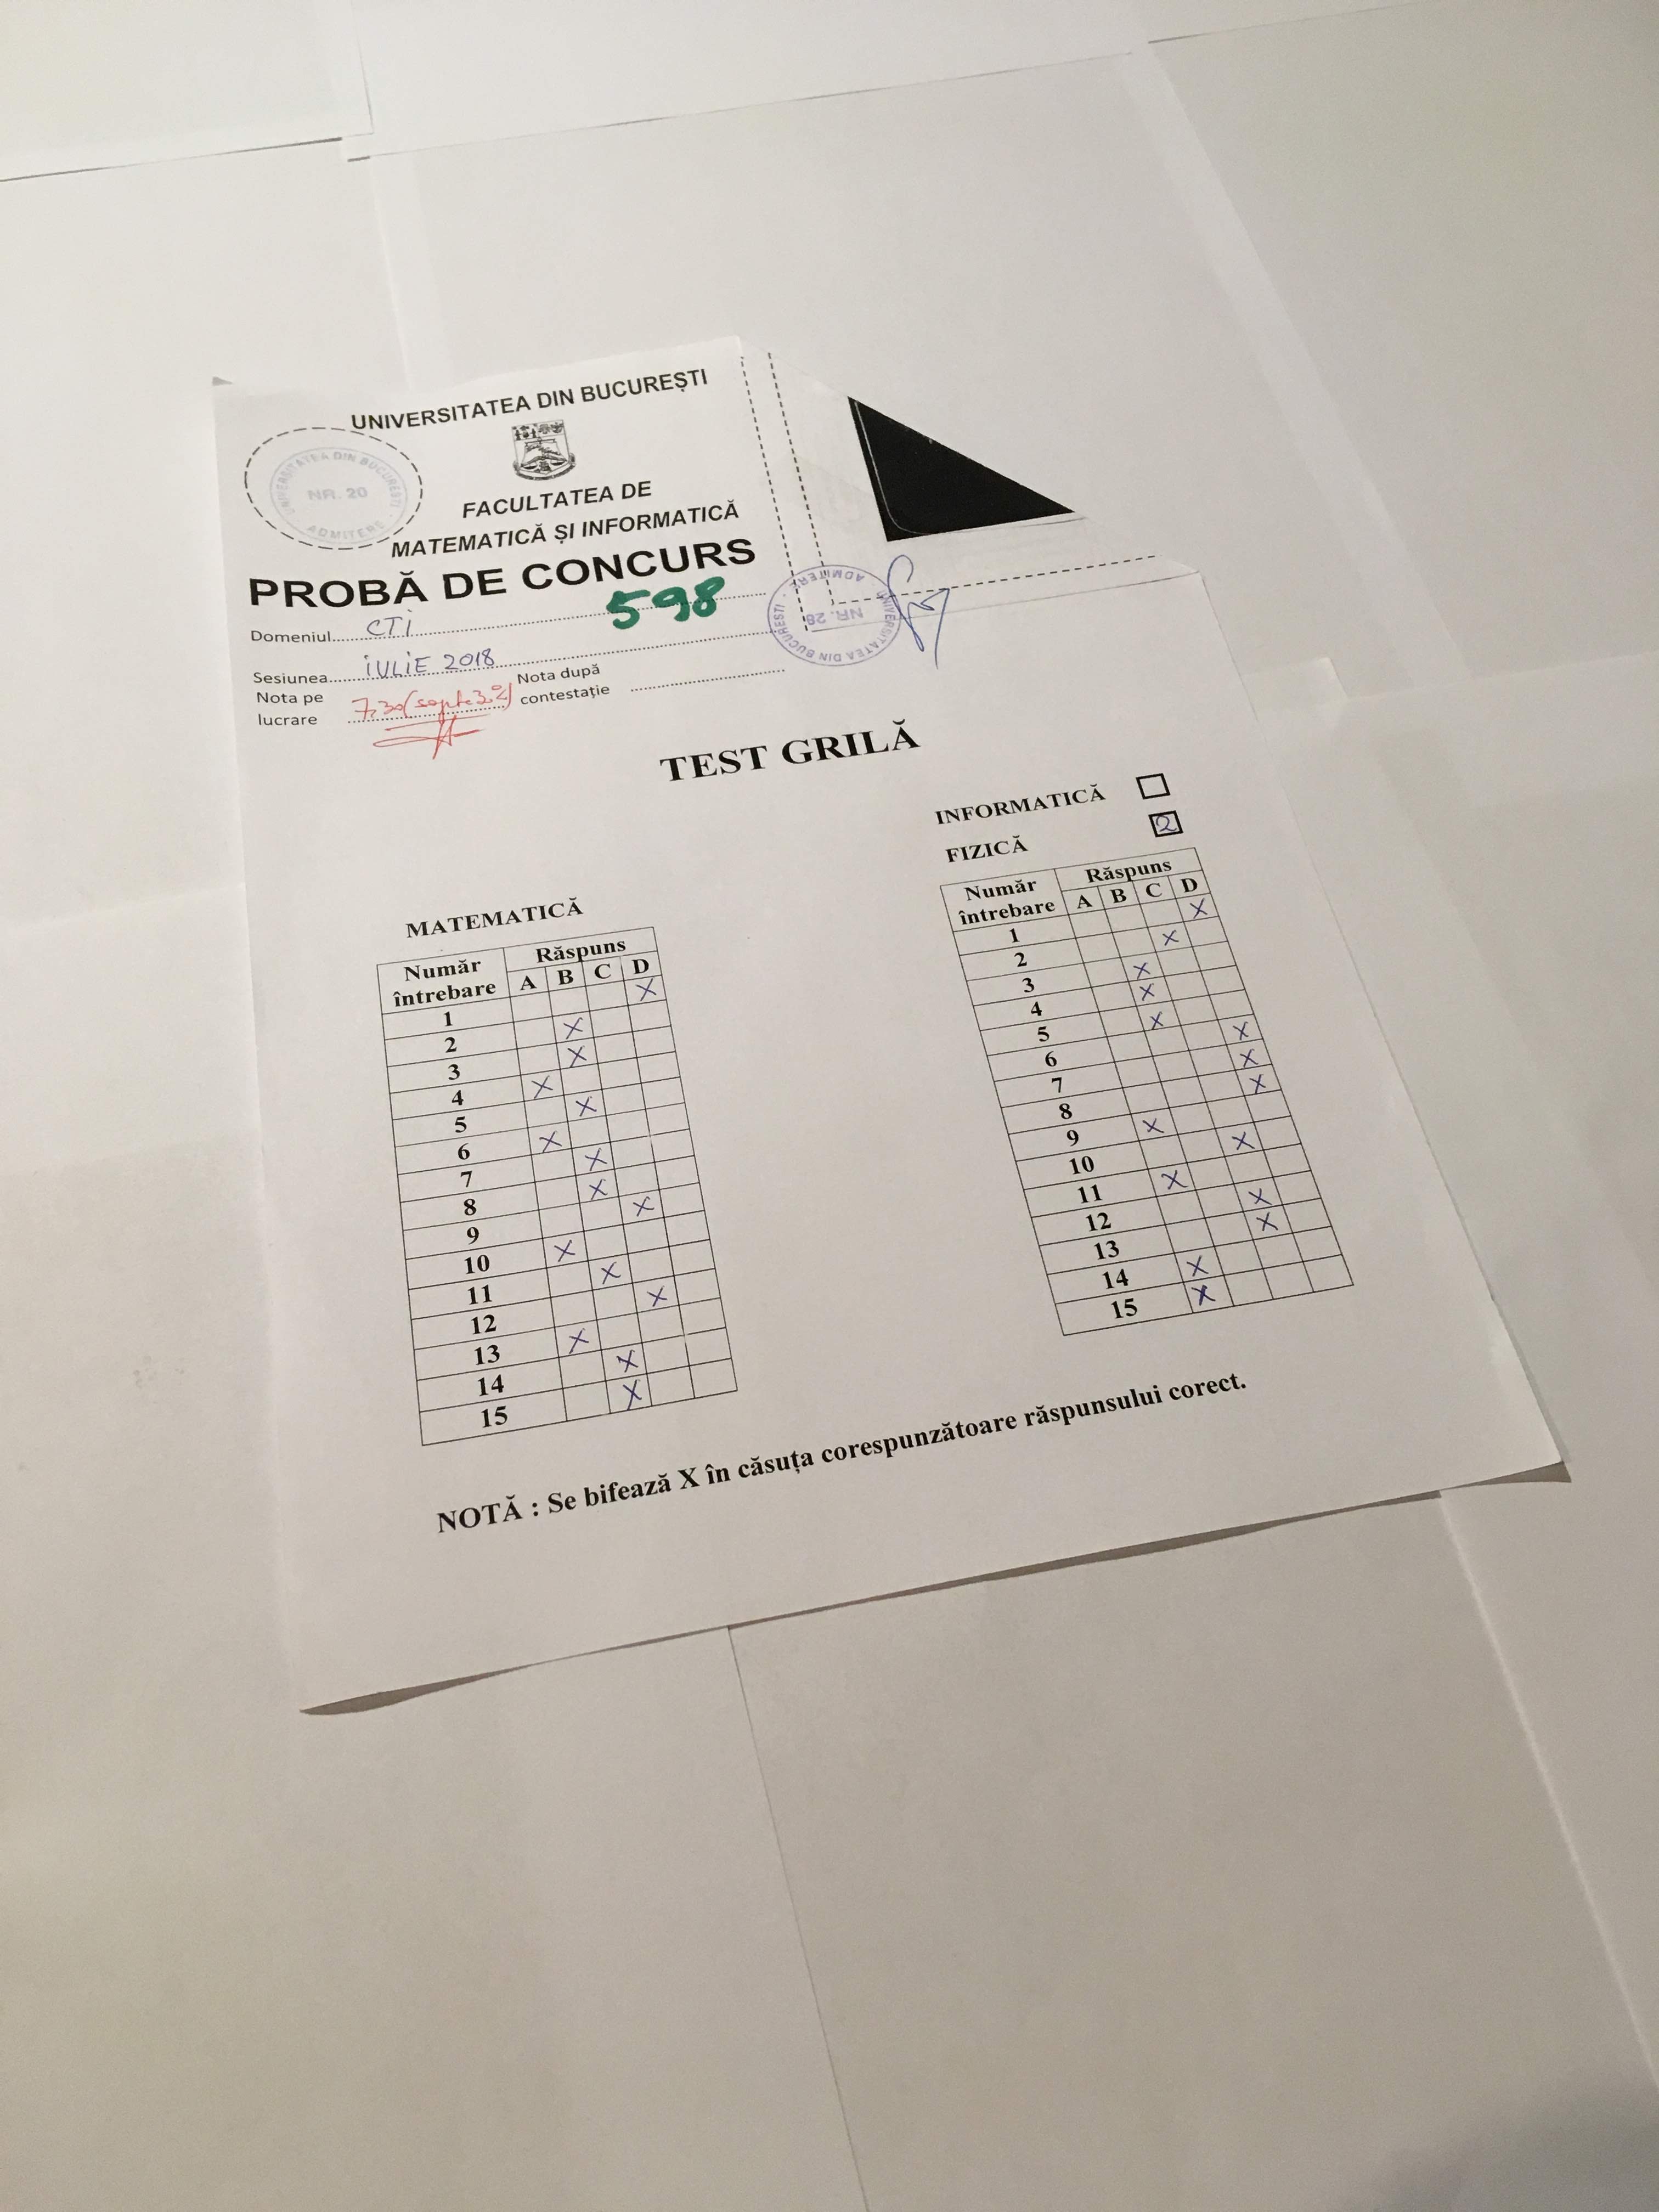 UNIVERSITATEA DIN BUCUREȘTI
UNIVERSITATEA DIN BUCUREȘTI
NR. 20
ADMITERE
FACULTATEA DE
MATEMATICĂ ȘI INFORMATICĂ
PROBĂ DE CONCURS
598
Domeniul CTi
Sesiunea iULiE 2018
Nota pe lucrare 7,30
Nota după contestație
UNIVERSITATEA DIN BUCURESTI
NR. 28
ADMITERE
TEST GRILĂ
INFORMATICĂ
FIZICĂ
MATEMATICĂ
Număr întrebare Răspuns
A B C D
1 X
2 X
3 X
4 X
5 X
6 X
7 X
8 X
9 X
10 X
11 X
12 X
13 X
14 X
15 X
Număr întrebare Răspuns
A B C D
1 X
2 X
3 X
4 X
5 X
6 X
7 X
8 X
9 X
10 X
11 X
12 X
13 X
14 X
15 X
NOTĂ : Se bifează X în căsuța corespunzătoare răspunsului corect.